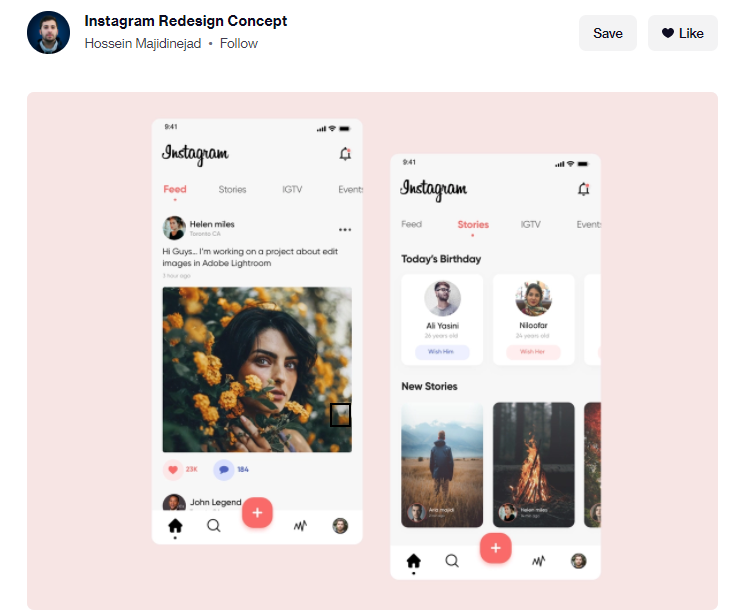 Instagram Redesign Concept
Hossein Majidinejad • Follow
Save
Like
9:41
Instagram
Feed Stories IGTV Events
Helen miles
Toronto CA
Hi Guys... I'm working on a project about edit
images in Adobe Lightroom
3 hour ago
23K
184
John Legend
9:41
Instagram
Feed Stories IGTV Events
Today's Birthday
Ali Yasini
26 years old
Wish Him
Niloofar
24 years old
Wish Her
New Stories
Helen miles